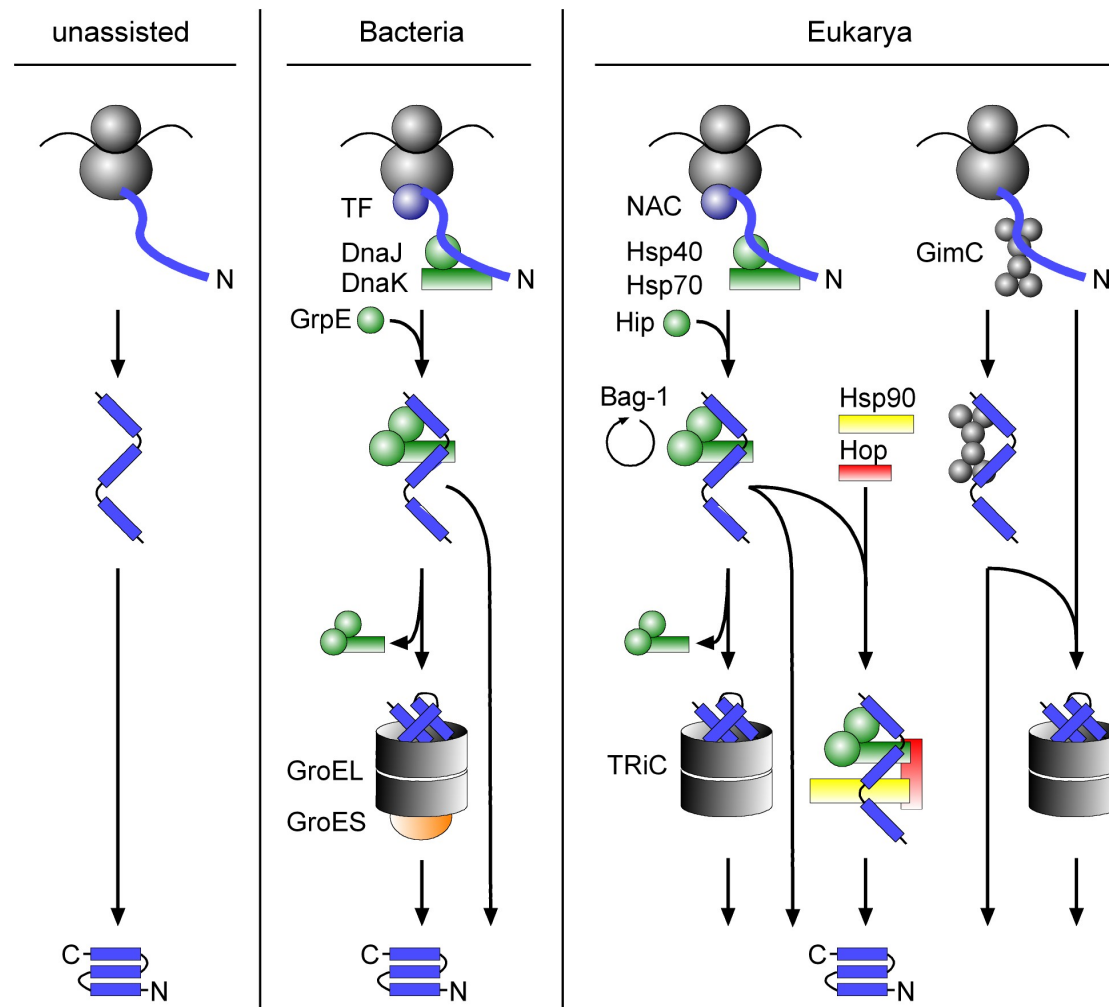 unassisted
Bacteria
Eukarya
TF
DnaJ
DnaK
N
GrpE
GroEL
GroES
NAC
Hsp40
Hsp70
N
Hip
Bag-1
Hsp90
Hop
TRiC
GimC
N
N
C
N
C
N
C
N